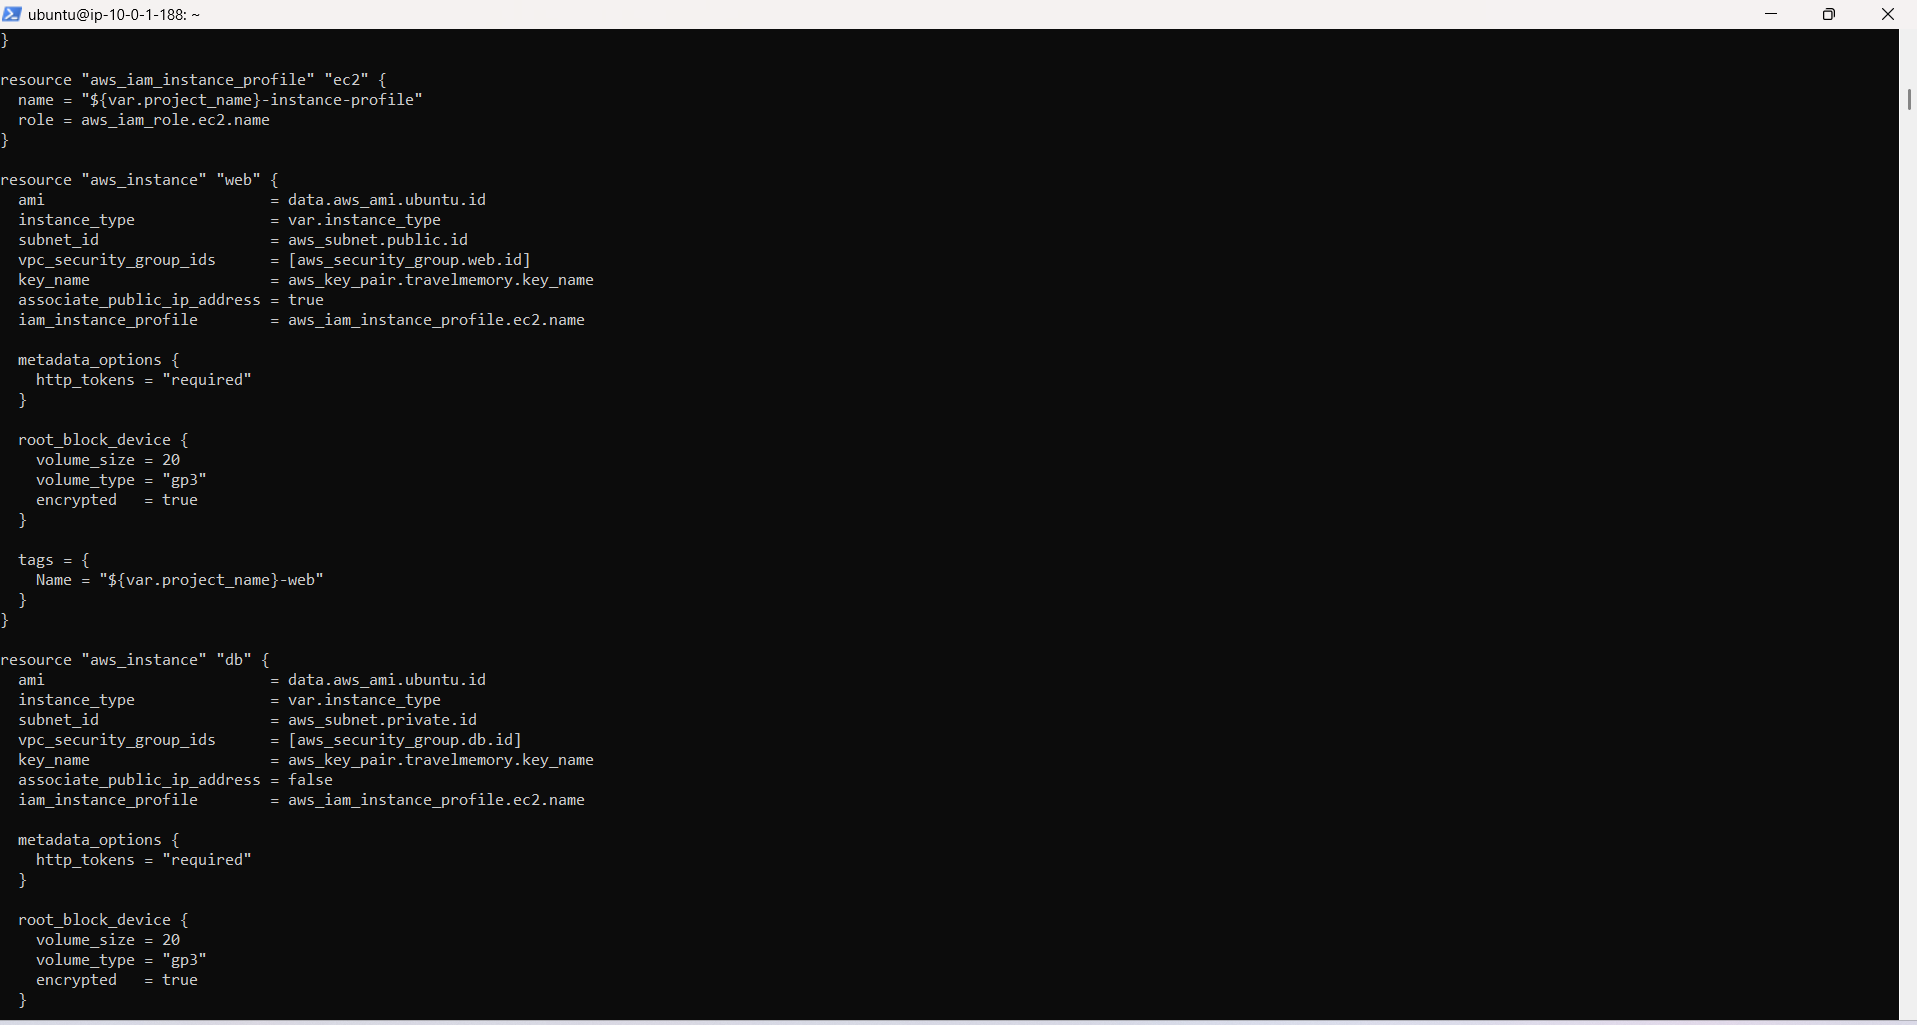 ubuntu@ip-10-0-1-188: ~
}
resource "aws_iam_instance_profile" "ec2" {
  name = "${var.project_name}-instance-profile"
  role = aws_iam_role.ec2.name
}
resource "aws_instance" "web" {
  ami                         = data.aws_ami.ubuntu.id
  instance_type               = var.instance_type
  subnet_id                   = aws_subnet.public.id
  vpc_security_group_ids      = [aws_security_group.web.id]
  key_name                    = aws_key_pair.travelmemory.key_name
  associate_public_ip_address = true
  iam_instance_profile        = aws_iam_instance_profile.ec2.name
  metadata_options {
    http_tokens = "required"
  }
  root_block_device {
    volume_size = 20
    volume_type = "gp3"
    encrypted   = true
  }
  tags = {
    Name = "${var.project_name}-web"
  }
}
resource "aws_instance" "db" {
  ami                         = data.aws_ami.ubuntu.id
  instance_type               = var.instance_type
  subnet_id                   = aws_subnet.private.id
  vpc_security_group_ids      = [aws_security_group.db.id]
  key_name                    = aws_key_pair.travelmemory.key_name
  associate_public_ip_address = false
  iam_instance_profile        = aws_iam_instance_profile.ec2.name
  metadata_options {
    http_tokens = "required"
  }
  root_block_device {
    volume_size = 20
    volume_type = "gp3"
    encrypted   = true
  }